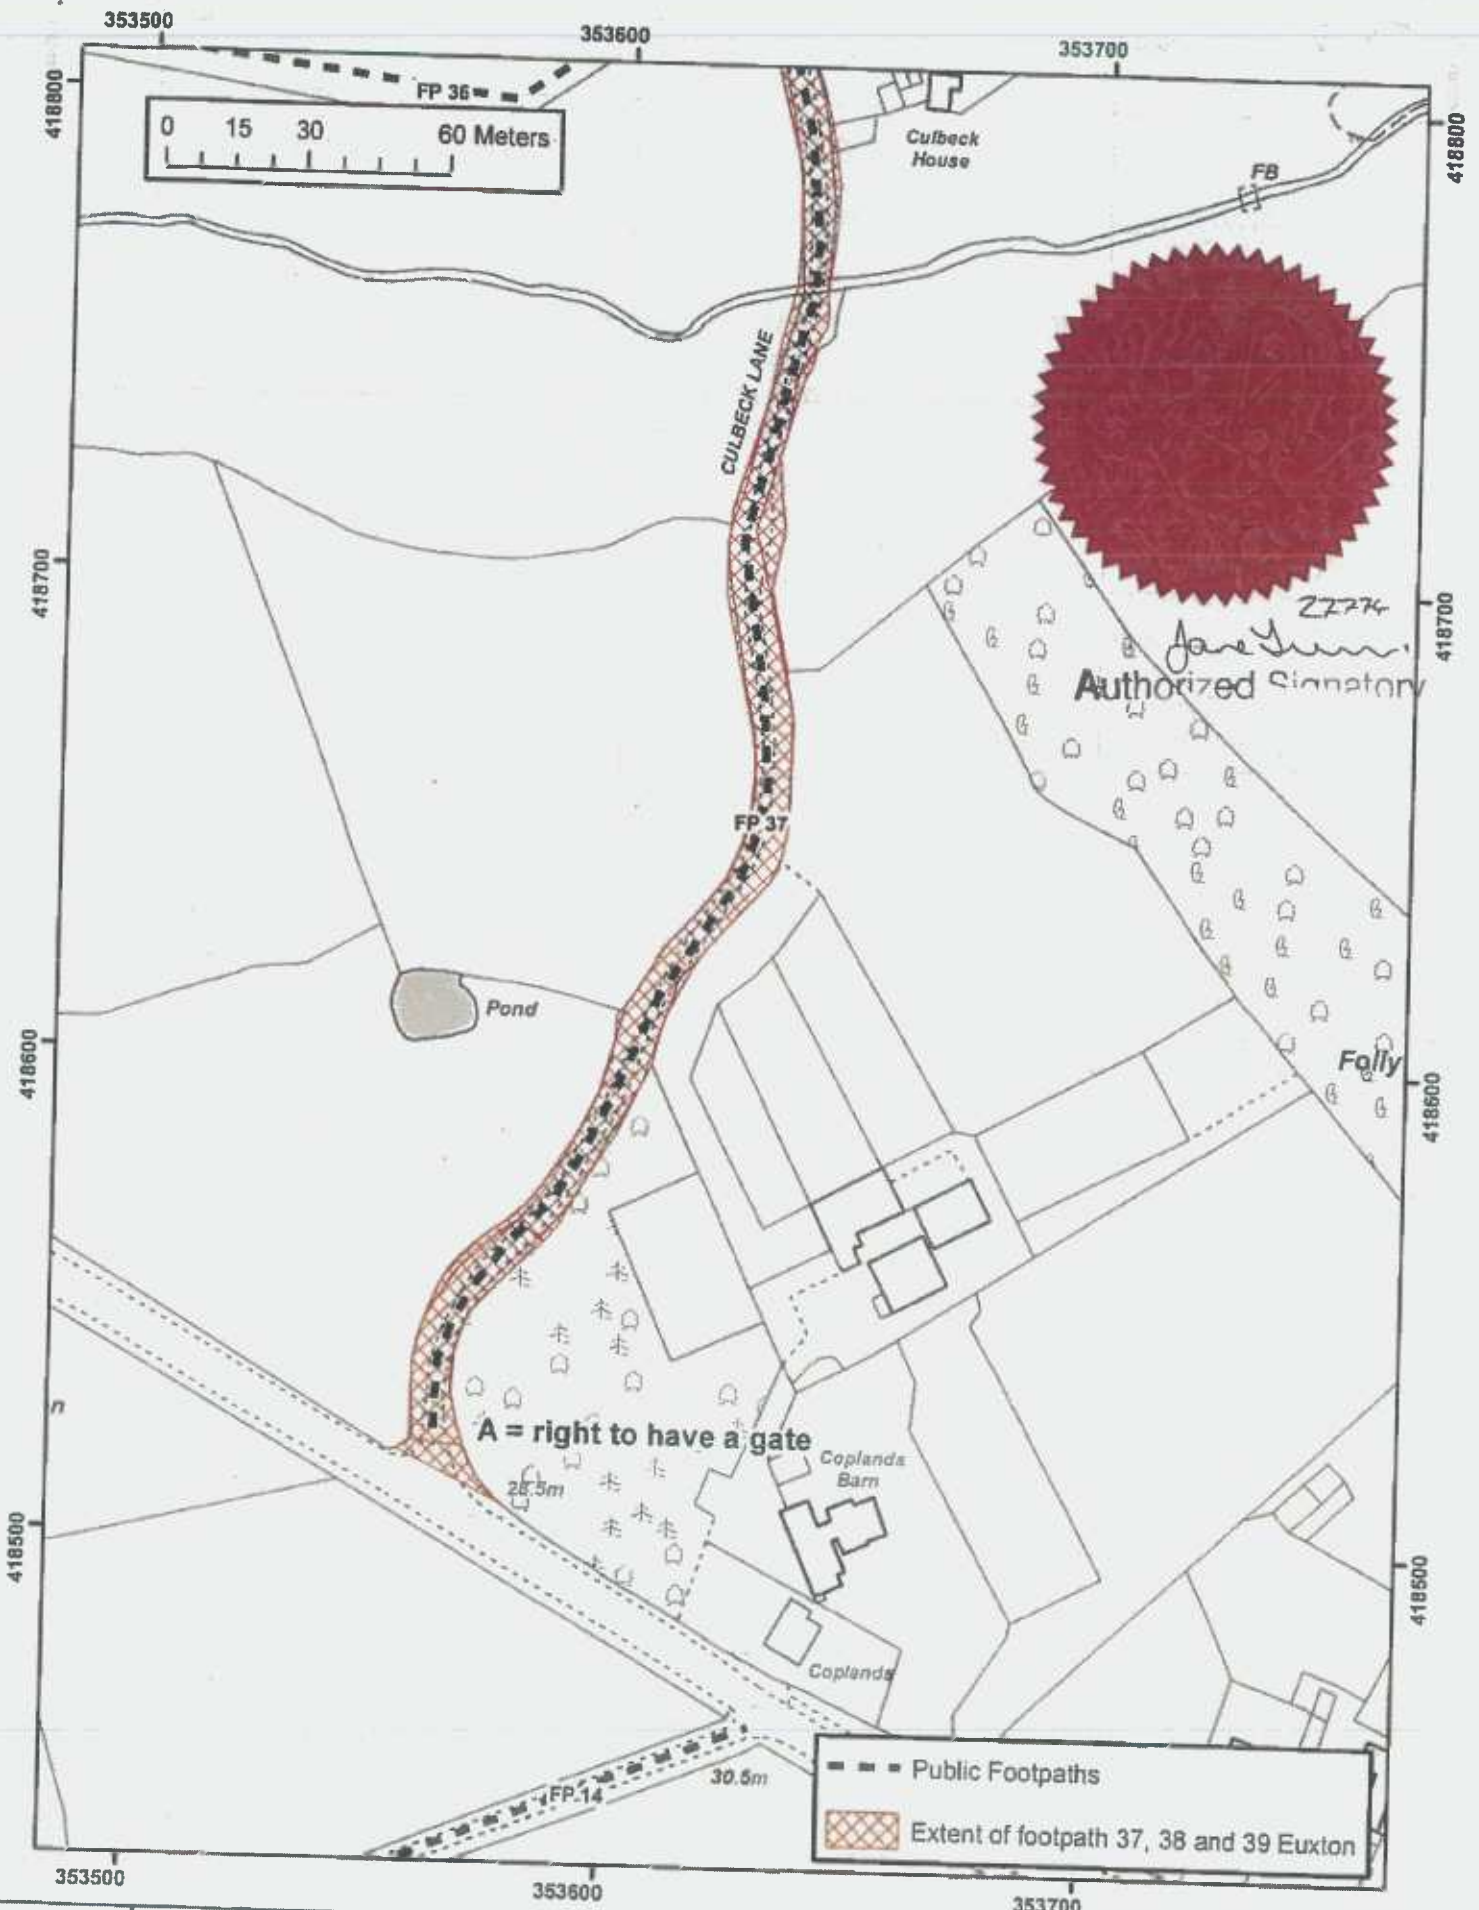 353500
353600
353700
418800
418800
FP 36
0 15 30 60 Meters
Culbeck
House
FB
CULBECK LANE
418700
418700
Authorized Signatory
FP 37
Pond
418600
Folly
418600
n
A = right to have a gate
Coplands
Barn
28.5m
418500
418500
Coplands
30.5m
FP 14
Public Footpaths
Extent of footpath 37, 38 and 39 Euxton
353500
353600
353700